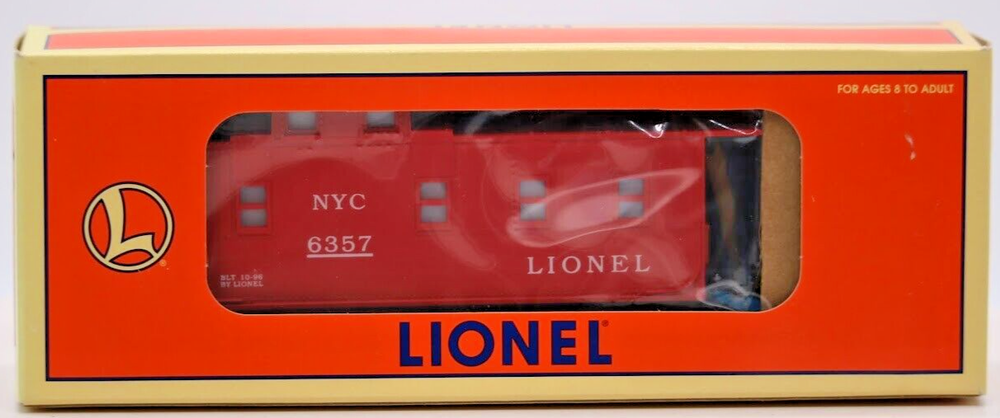 FOR AGES 8 TO ADULT
L
NYC
6357
BLT 10-96
BY LIONEL
LIONEL
LIONEL®